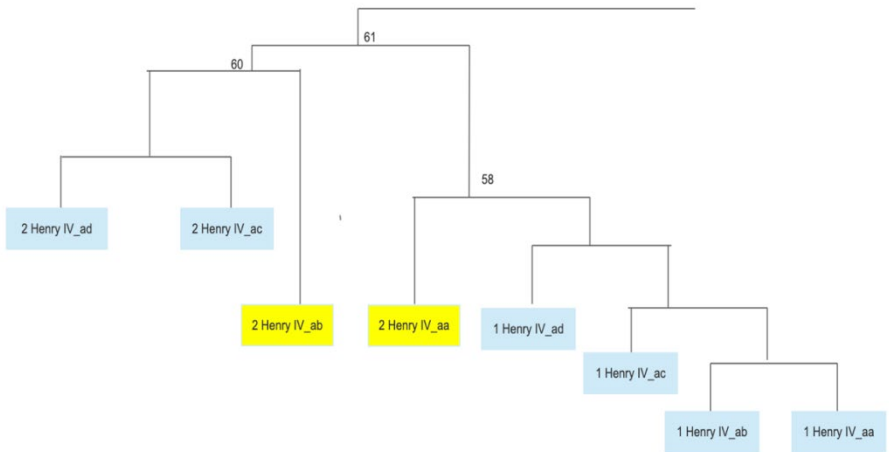 61
60
58
2 Henry IV_ad
2 Henry IV_ac
2 Henry IV_ab
2 Henry IV_aa
1 Henry IV_ad
1 Henry IV_ac
1 Henry IV_ab
1 Henry IV_aa